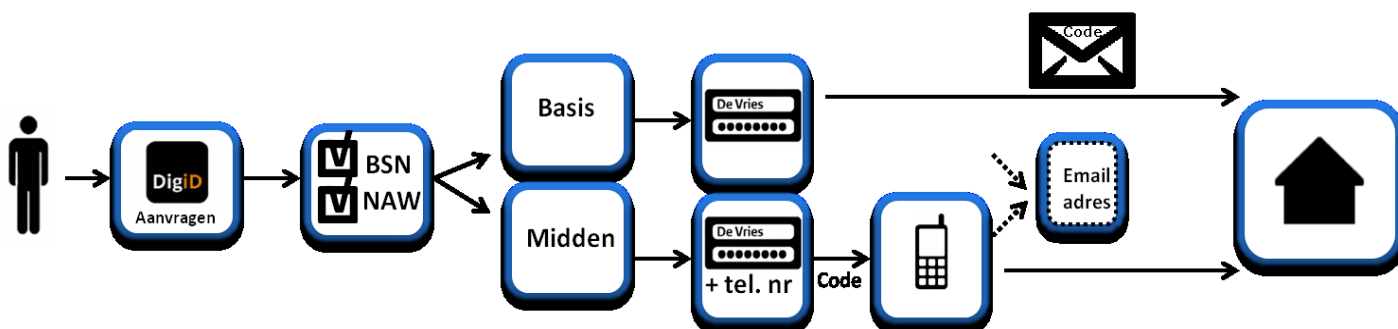 DigiD
Aanvragen
BSN
NAW
Basis
De Vries
Code
Midden
De Vries
+ tel. nr
Code
Email
adres